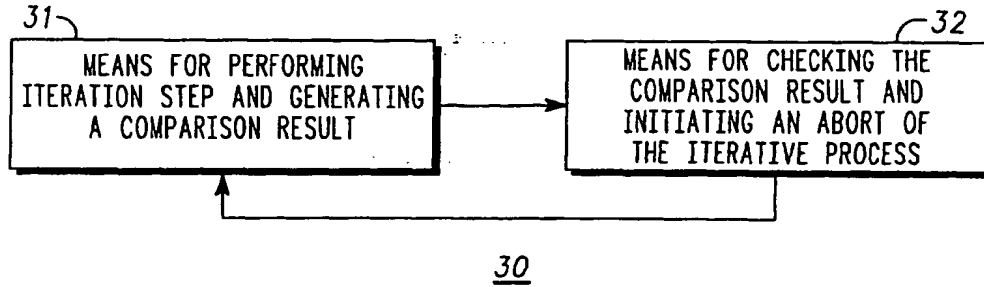 31
MEANS FOR PERFORMING
ITERATION STEP AND GENERATING
A COMPARISON RESULT
32
MEANS FOR CHECKING THE
COMPARISON RESULT AND
INITIATING AN ABORT OF
THE ITERATIVE PROCESS
30